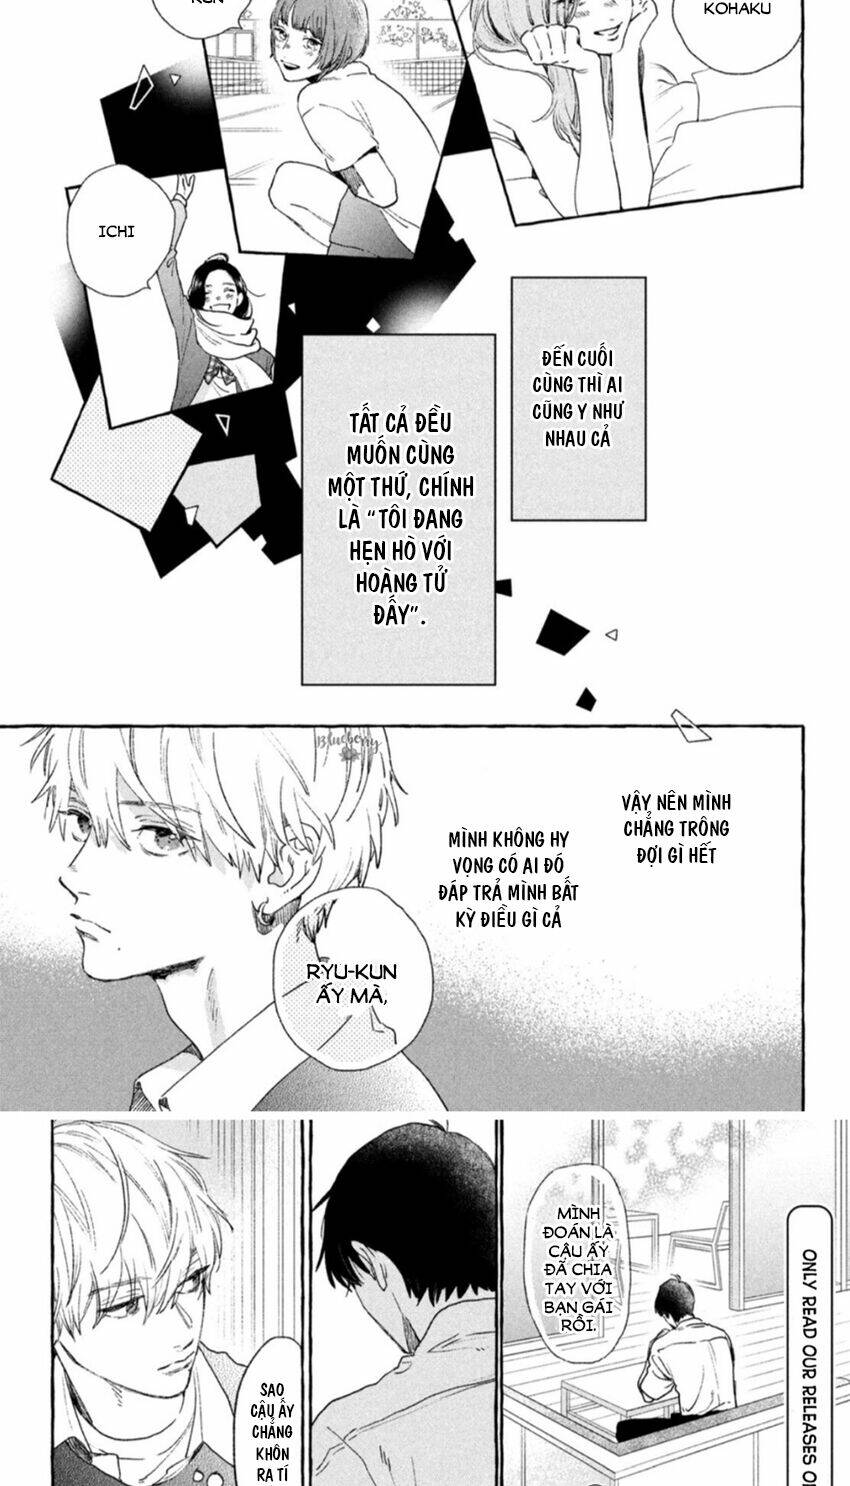 KOHAKU
ICHI
ĐẾN CUỐI
CÙNG THÌ AI
CŨNG Y NHƯ
NHAU CẢ
TẤT CẢ ĐỀU
MUỐN CÙNG
MỘT THỨ, CHÍNH
LÀ “TÔI ĐANG
HẸN HÒ VỚI
HOÀNG TỬ
ĐẤY”.
Blueberry
VẬY NÊN MÌNH
CHẲNG TRÔNG
ĐỢI GÌ HẾT
MÌNH KHÔNG HY
VỌNG CÓ AI ĐÓ
ĐÁP TRẢ MÌNH BẤT
KỲ ĐIỀU GÌ CẢ
RYU-KUN
ẤY MÀ,
MÌNH
ĐOÁN LÀ
CẬU ẤY
ĐÃ CHIA
TAY VỚI
BẠN GÁI
RỒI.
ONLY READ OUR RELEASES
SAO
CẬU ẤY
CHẲNG
KHÔN
RA TÍ